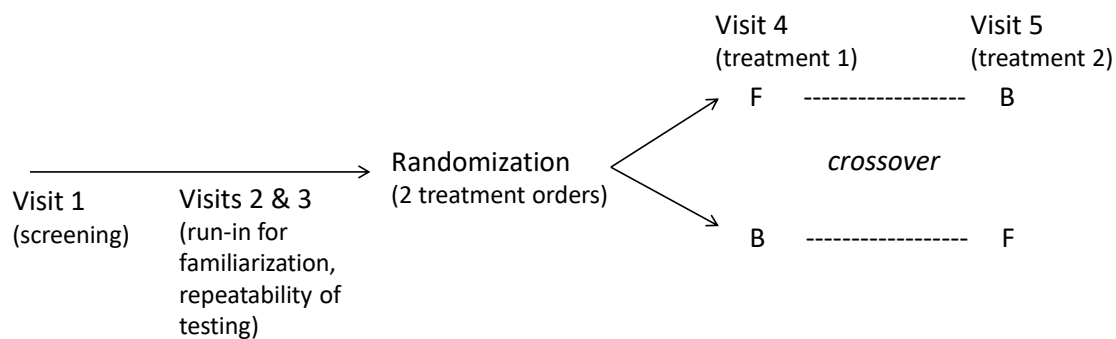 Visit 1
(screening)
Visits 2 & 3
(run-in for
familiarization,
repeatability of
testing)
Randomization
(2 treatment orders)
Visit 4
(treatment 1)
Visit 5
(treatment 2)
F ------------------ B
crossover
B ------------------ F